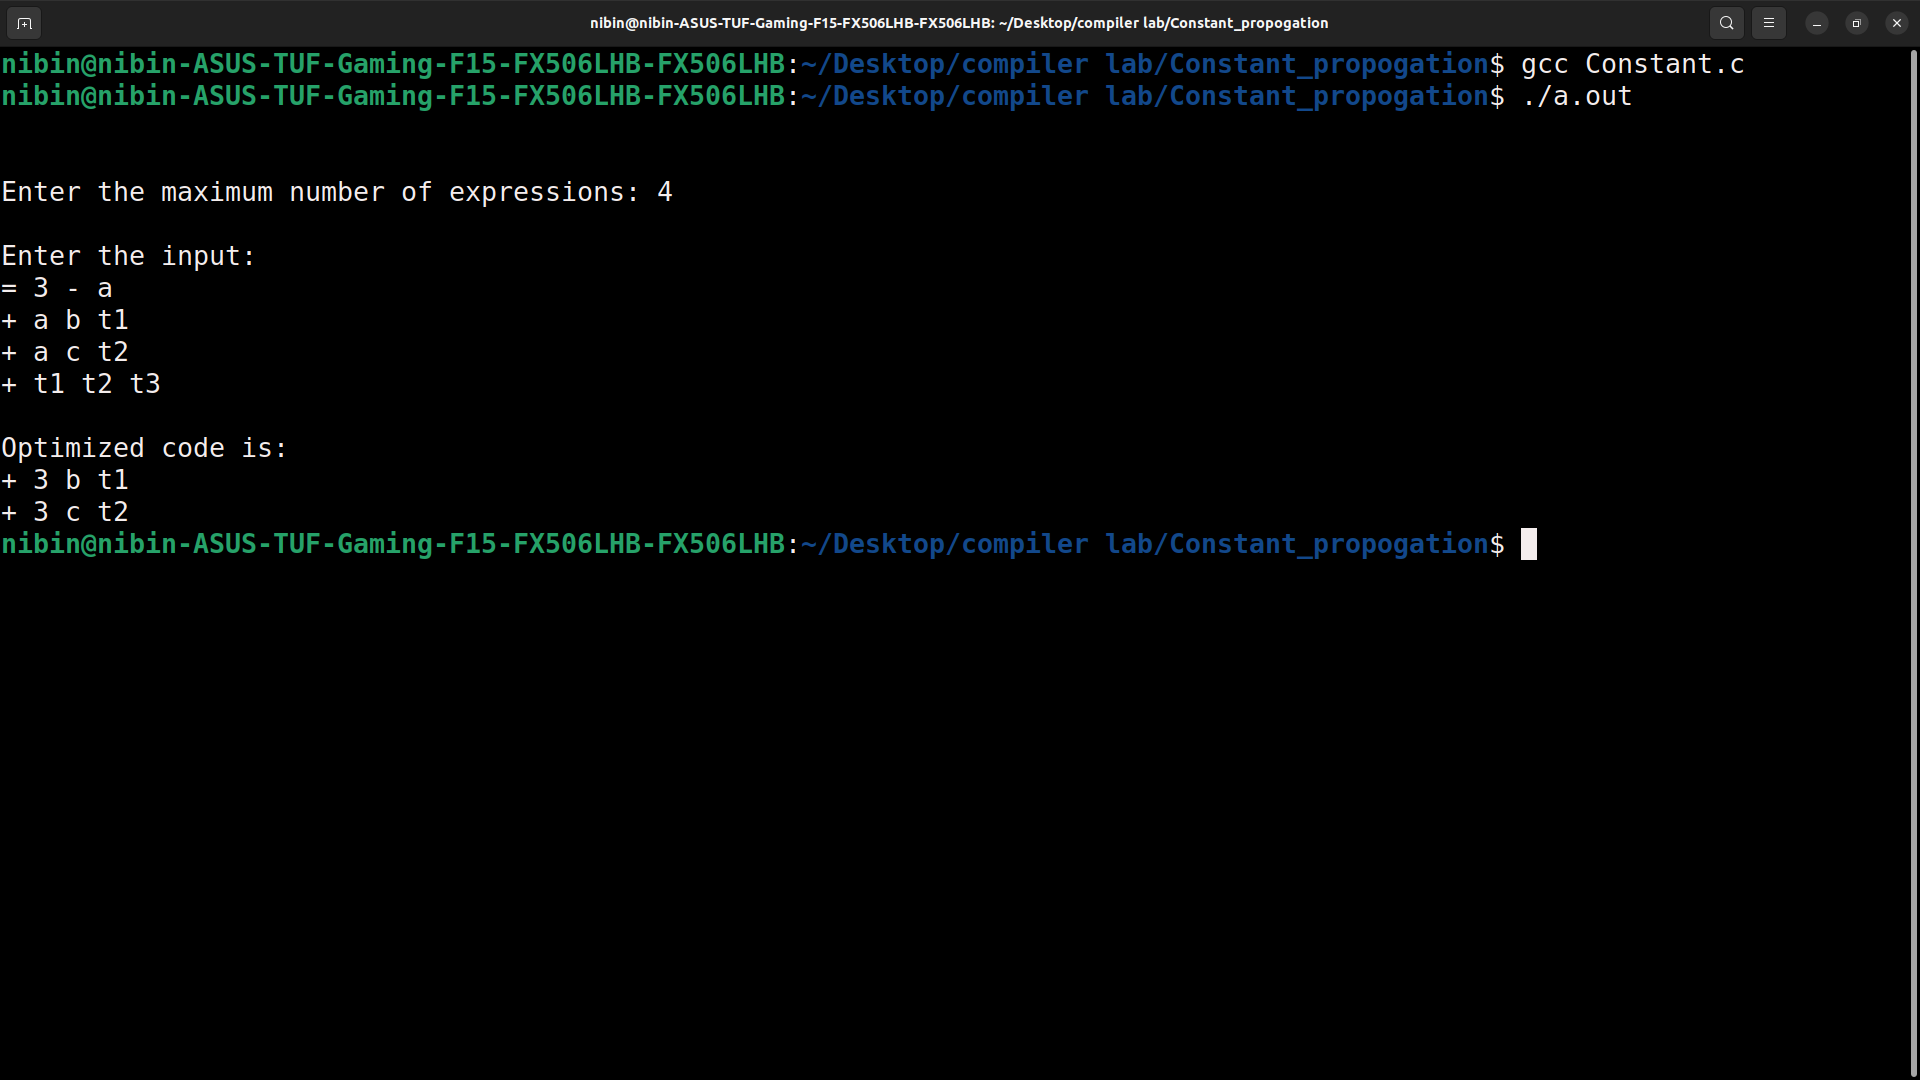 nibin@nibin-ASUS-TUF-Gaming-F15-FX506LHB-FX506LHB: ~/Desktop/compiler lab/Constant_propogation
nibin@nibin-ASUS-TUF-Gaming-F15-FX506LHB-FX506LHB:~/Desktop/compiler lab/Constant_propogation$ gcc Constant.c
nibin@nibin-ASUS-TUF-Gaming-F15-FX506LHB-FX506LHB:~/Desktop/compiler lab/Constant_propogation$ ./a.out
Enter the maximum number of expressions: 4
Enter the input:
= 3 - a
+ a b t1
+ a c t2
+ t1 t2 t3
Optimized code is:
+ 3 b t1
+ 3 c t2
nibin@nibin-ASUS-TUF-Gaming-F15-FX506LHB-FX506LHB:~/Desktop/compiler lab/Constant_propogation$